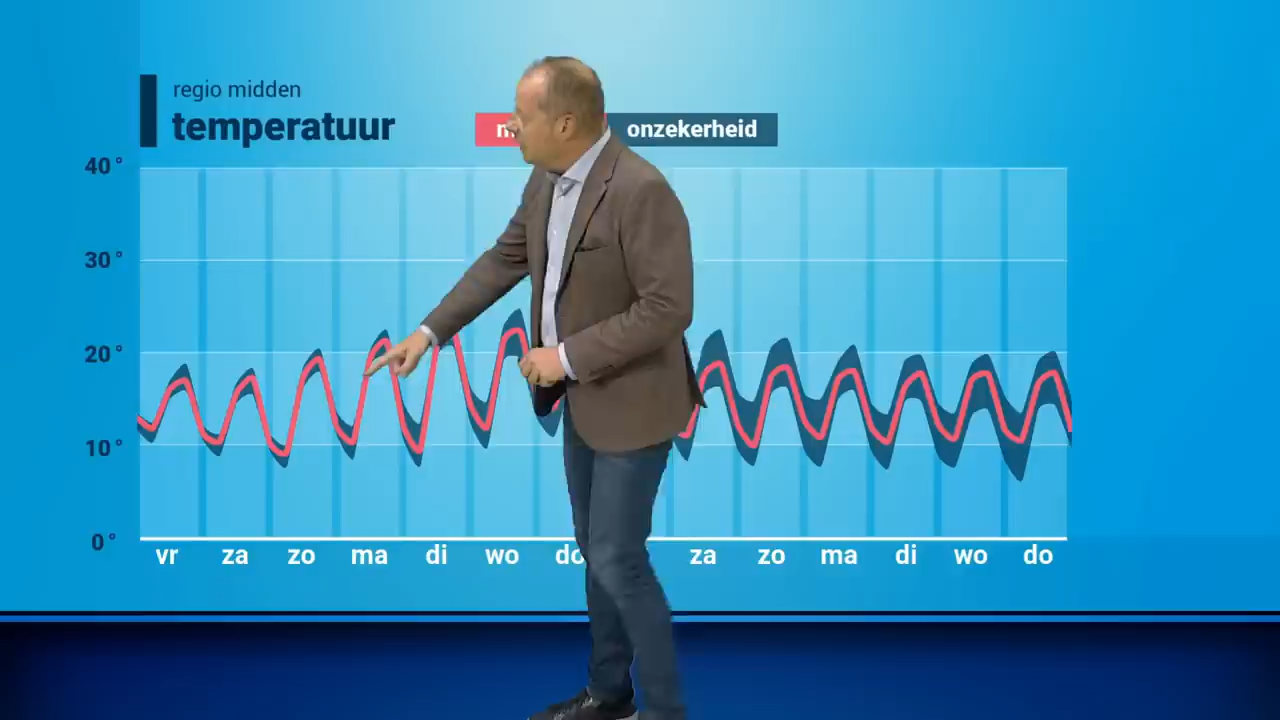 regio midden
temperatuur
onzekerheid
40°
30°
20°
10°
0°
vr za zo ma di wo do za zo ma di wo do